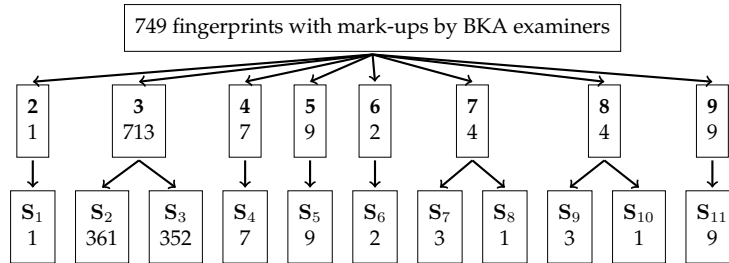 749 fingerprints with mark-ups by BKA examiners
2 3 4 5 6 7 8 9
1 713 7 9 2 4 4 9
S₁ S₂ S₃ S₄ S₅ S₆ S₇ S₈ S₉ S₁₀ S₁₁
1 361 352 7 9 2 3 1 3 1 9